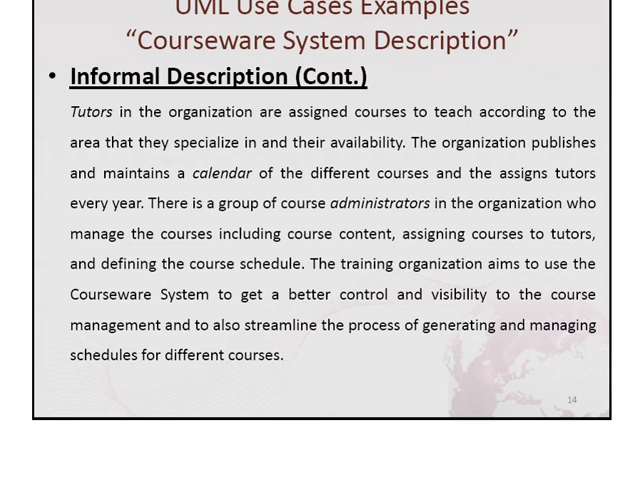 UML Use Cases Examples
“Courseware System Description”
• Informal Description (Cont.)
Tutors in the organization are assigned courses to teach according to the
area that they specialize in and their availability. The organization publishes
and maintains a calendar of the different courses and the assigns tutors
every year. There is a group of course administrators in the organization who
manage the courses including course content, assigning courses to tutors,
and defining the course schedule. The training organization aims to use the
Courseware System to get a better control and visibility to the course
management and to also streamline the process of generating and managing
schedules for different courses.
14